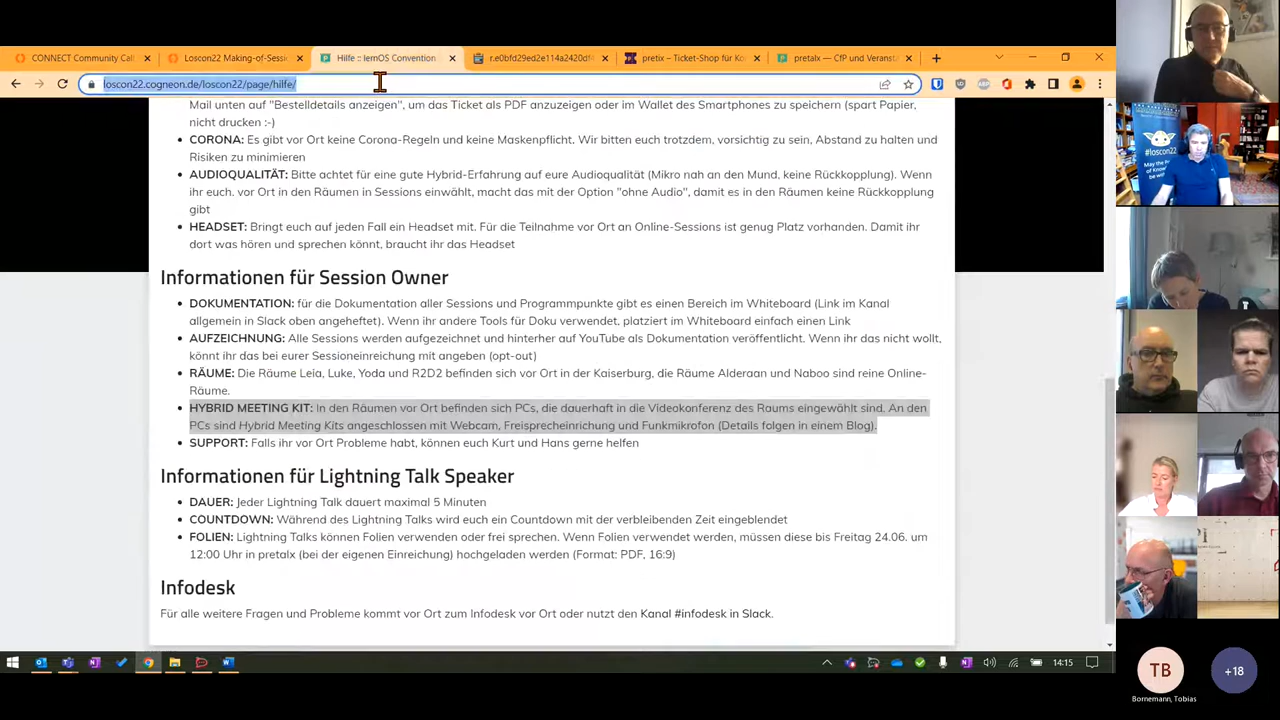 CONNECT Community Call
Loscon22 Making-of-Sessi
Hilfe :: lernOS Convention
r.e0bfd29ed2e114a2420df4
pretix – Ticket-Shop für Ko
pretalx — CfP und Veranst
loscon22.cogneon.de/loscon22/page/hilfe/
Mail unten auf "Bestelldetails anzeigen", um das Ticket als PDF anzuzeigen oder im Wallet des Smartphones zu speichern (spart Papier,
nicht drucken :-)
CORONA: Es gibt vor Ort keine Corona-Regeln und keine Maskenpflicht. Wir bitten euch trotzdem, vorsichtig zu sein, Abstand zu halten und
Risiken zu minimieren
AUDIOQUALITÄT: Bitte achtet für eine gute Hybrid-Erfahrung auf eure Audioqualität (Mikro nah an den Mund, keine Rückkopplung). Wenn
ihr euch. vor Ort in den Räumen in Sessions einwählt, macht das mit der Option "ohne Audio", damit es in den Räumen keine Rückkopplung
gibt
HEADSET: Bringt euch auf jeden Fall ein Headset mit. Für die Teilnahme vor Ort an Online-Sessions ist genug Platz vorhanden. Damit ihr
dort was hören und sprechen könnt, braucht ihr das Headset
Informationen für Session Owner
DOKUMENTATION: für die Dokumentation aller Sessions und Programmpunkte gibt es einen Bereich im Whiteboard (Link im Kanal
allgemein in Slack oben angeheftet). Wenn ihr andere Tools für Doku verwendet, platziert im Whiteboard einfach einen Link
AUFZEICHNUNG: Alle Sessions werden aufgezeichnet und hinterher auf YouTube als Dokumentation veröffentlicht. Wenn ihr das nicht wollt,
könnt ihr das bei eurer Sessioneinreichung mit angeben (opt-out)
RÄUME: Die Räume Leia, Luke, Yoda und R2D2 befinden sich vor Ort in der Kaiserburg, die Räume Alderaan und Naboo sind reine Online-
Räume.
HYBRID MEETING KIT: In den Räumen vor Ort befinden sich PCs, die dauerhaft in die Videokonferenz des Raums eingewählt sind. An den
PCs sind Hybrid Meeting Kits angeschlossen mit Webcam, Freisprecheinrichung und Funkmikrofon (Details folgen in einem Blog).
SUPPORT: Falls ihr vor Ort Probleme habt, können euch Kurt und Hans gerne helfen
Informationen für Lightning Talk Speaker
DAUER: Jeder Lightning Talk dauert maximal 5 Minuten
COUNTDOWN: Während des Lightning Talks wird euch ein Countdown mit der verbleibenden Zeit eingeblendet
FOLIEN: Lightning Talks können Folien verwenden oder frei sprechen. Wenn Folien verwendet werden, müssen diese bis Freitag 24.06. um
12:00 Uhr in pretalx (bei der eigenen Einreichung) hochgeladen werden (Format: PDF, 16:9)
Infodesk
Für alle weitere Fragen und Probleme kommt vor Ort zum Infodesk vor Ort oder nutzt den Kanal #infodesk in Slack.
14:15
#loscon22
May the P
of Know
be wi
TB
Bornemann, Tobias
+18